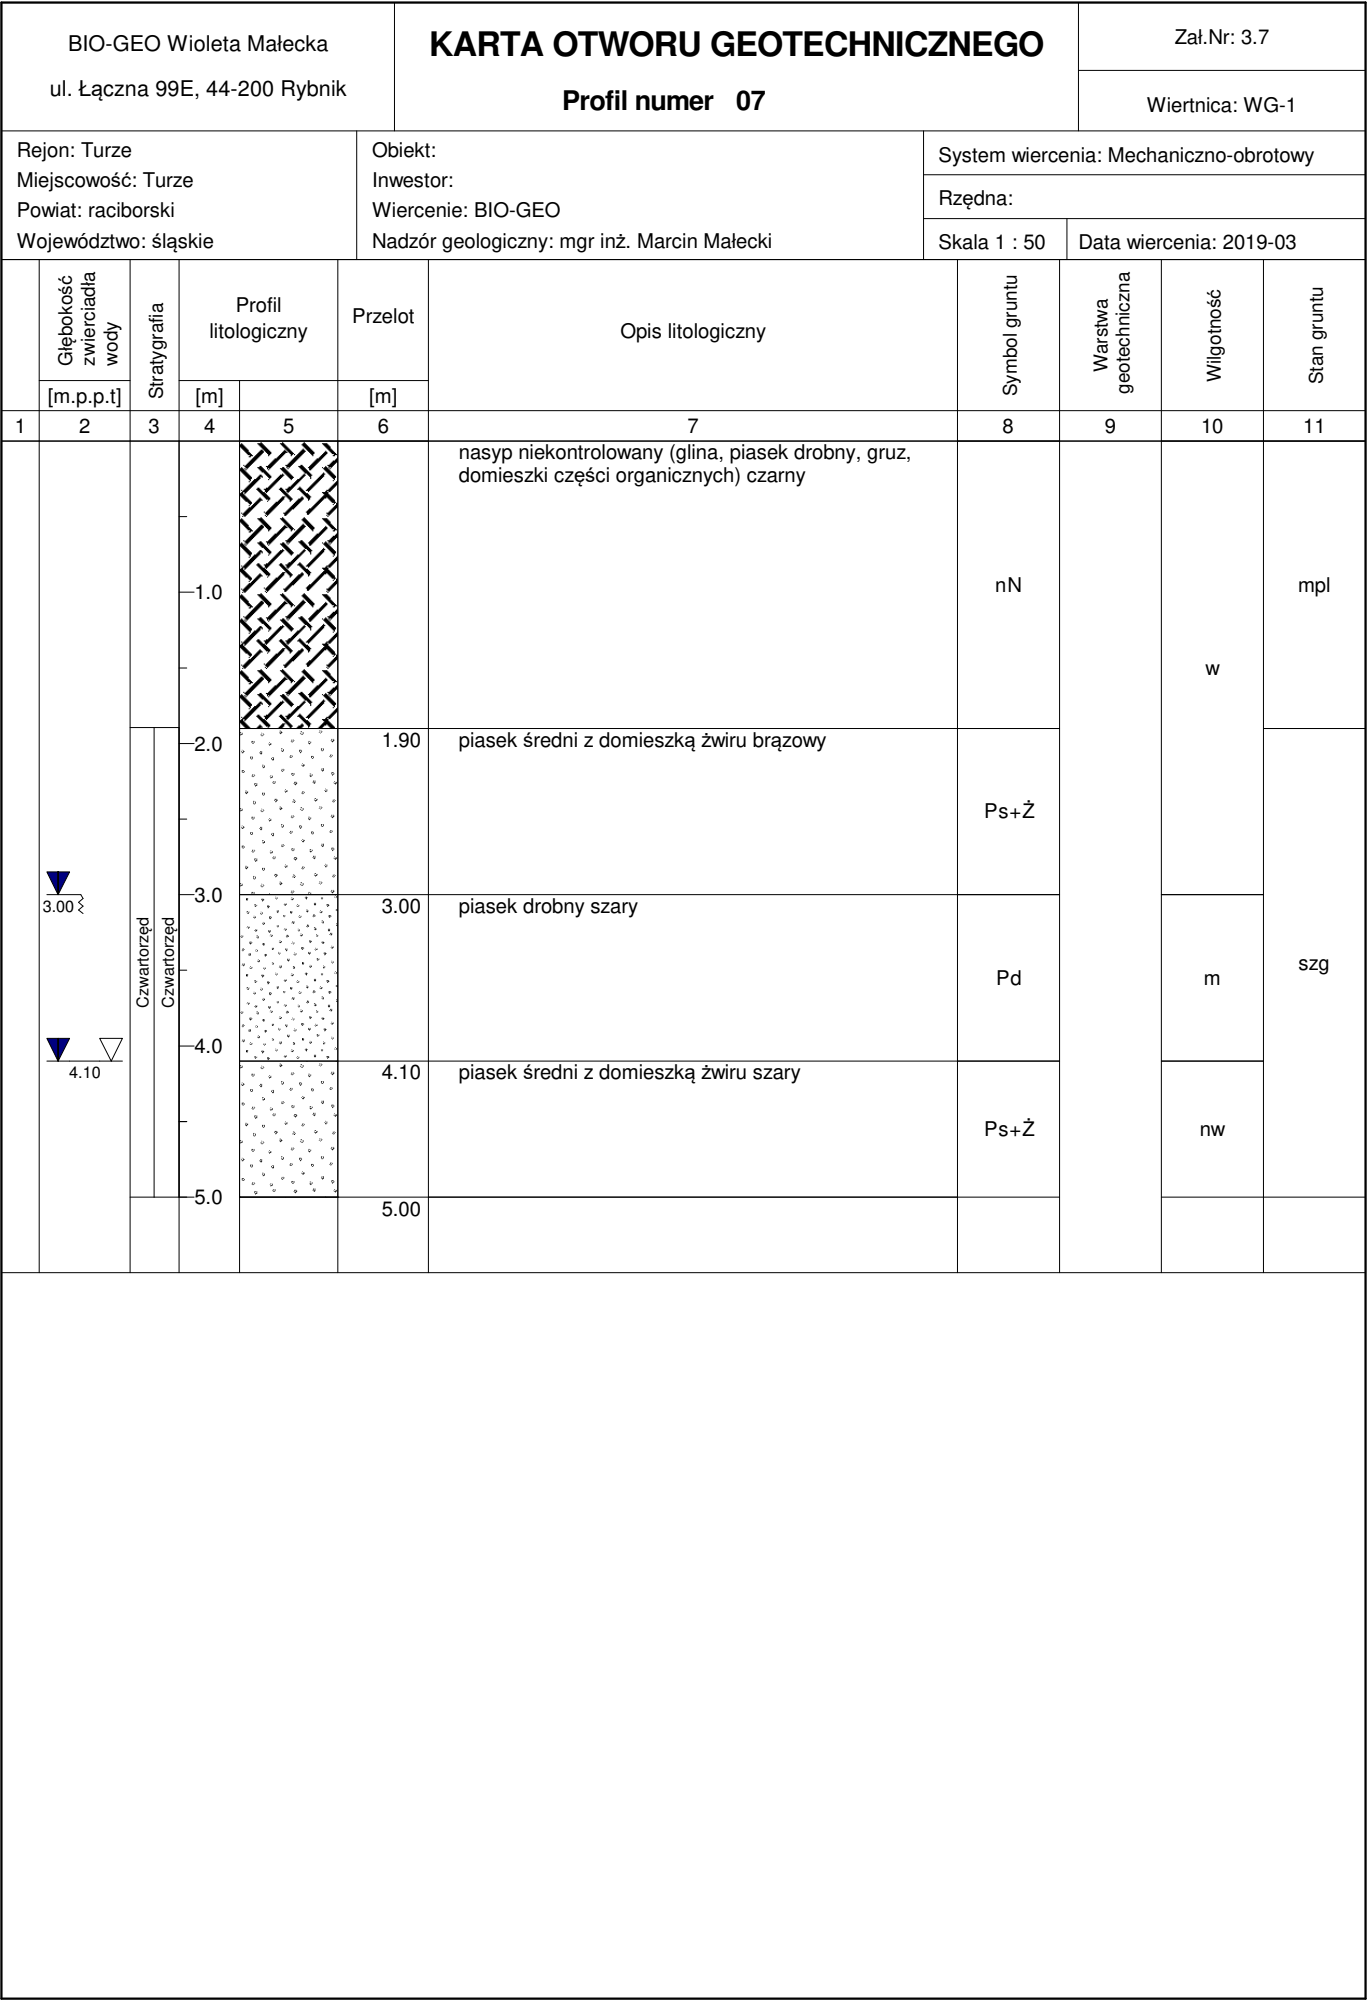 BIO-GEO Wioleta Małecka
ul. Łączna 99E, 44-200 Rybnik
KARTA OTWORU GEOTECHNICZNEGO
Profil numer 07
Zał.Nr: 3.7
Wiertnica: WG-1
Rejon: Turze
Miejscowość: Turze
Powiat: raciborski
Województwo: śląskie
Obiekt:
Inwestor:
Wiercenie: BIO-GEO
Nadzór geologiczny: mgr inż. Marcin Małecki
System wiercenia: Mechaniczno-obrotowy
Rzędna:
Skala 1 : 50
Data wiercenia: 2019-03
Głębokość
zwierciadła
wody
[m.p.p.t]
Stratygrafia
Profil
litologiczny
[m]
Przelot
[m]
Opis litologiczny
Symbol gruntu
Warstwa
geotechniczna
Wilgotność
Stan gruntu
1 2 3 4 5 6 7 8 9 10 11
nasyp niekontrolowany (glina, piasek drobny, gruz,
domieszki części organicznych) czarny
1.0
nN
mpl
w
2.0
1.90
piasek średni z domieszką żwiru brązowy
Ps+Ż
3.0
3.00
3.00
piasek drobny szary
Czwartorzęd
Czwartorzęd
Pd
m
szg
4.0
4.10
4.10
piasek średni z domieszką żwiru szary
Ps+Ż
nw
5.0
5.00